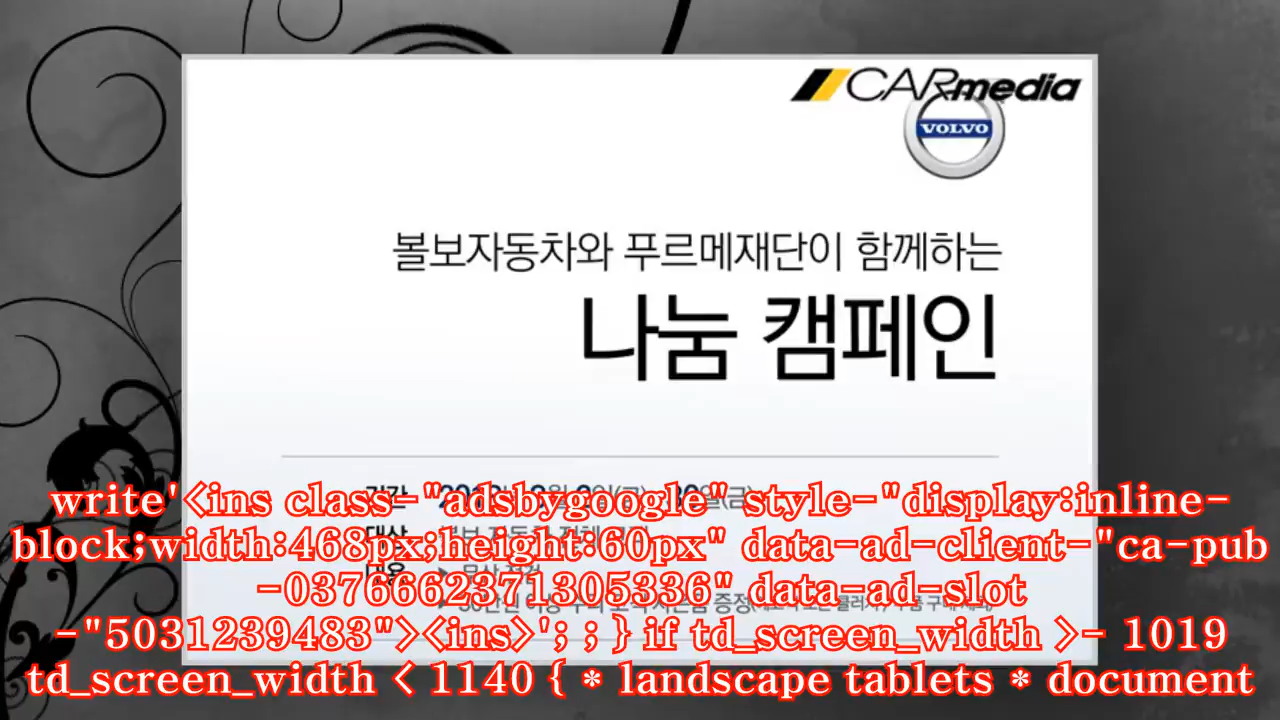 CARmedia
VOLVO
볼보자동차와 푸르메재단이 함께하는
나눔 캠페인
write'<ins class-"adsbygoogle" style-"display:inline-
block;width:468px;height:60px" data-ad-client-"ca-pub
-0376662371305336" data-ad-slot
-"5031239483"><ins>'; ; } if td_screen_width >- 1019
td_screen_width < 1140 { * landscape tablets * document